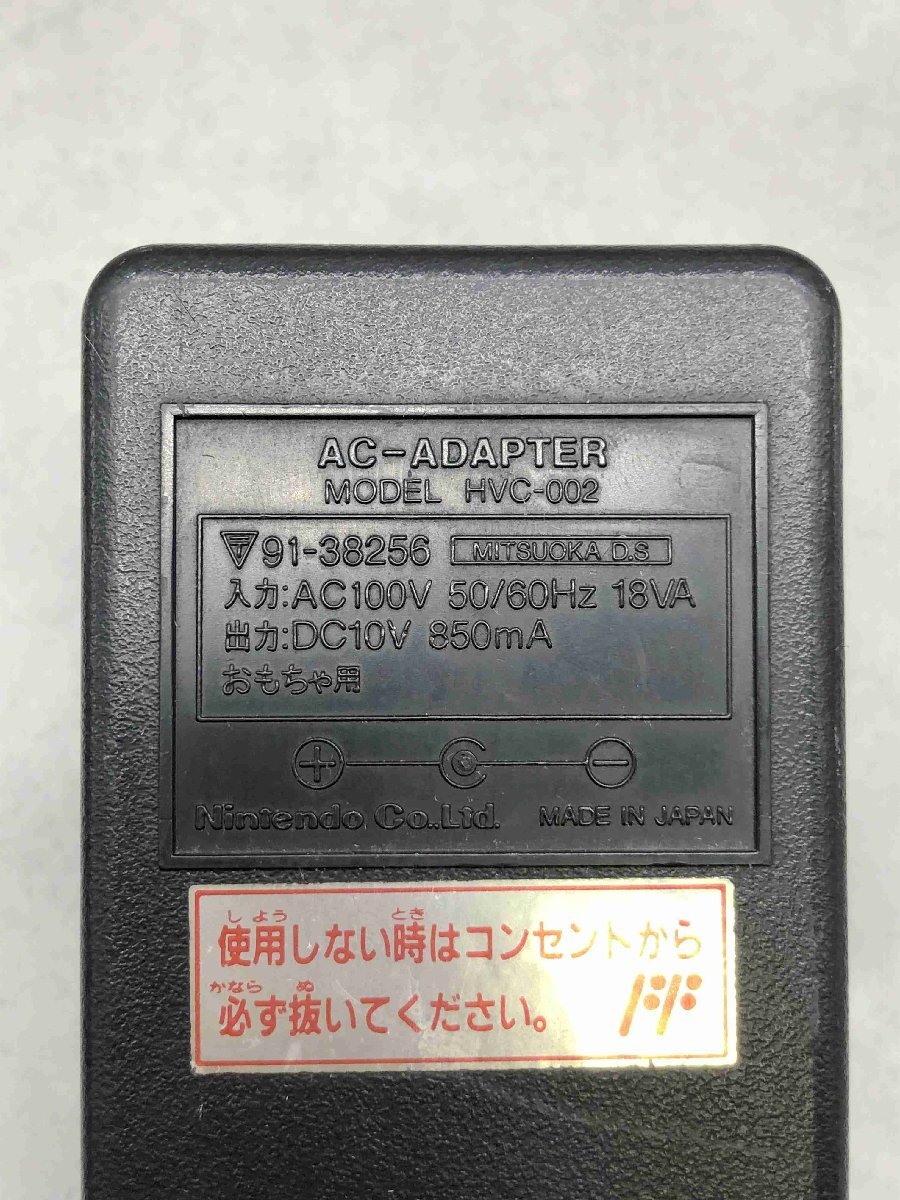 AC-ADAPTER
MODEL HVC-002
91-38256 MITSUOKA D.S
入力:AC100V 50/60Hz 18VA
出力:DC10V 850mA
おもちゃ用
Nintendo Co.,Ltd. MADE IN JAPAN
しよう とき
使用しない時はコンセントから
かなら ぬ
必ず抜いてください。